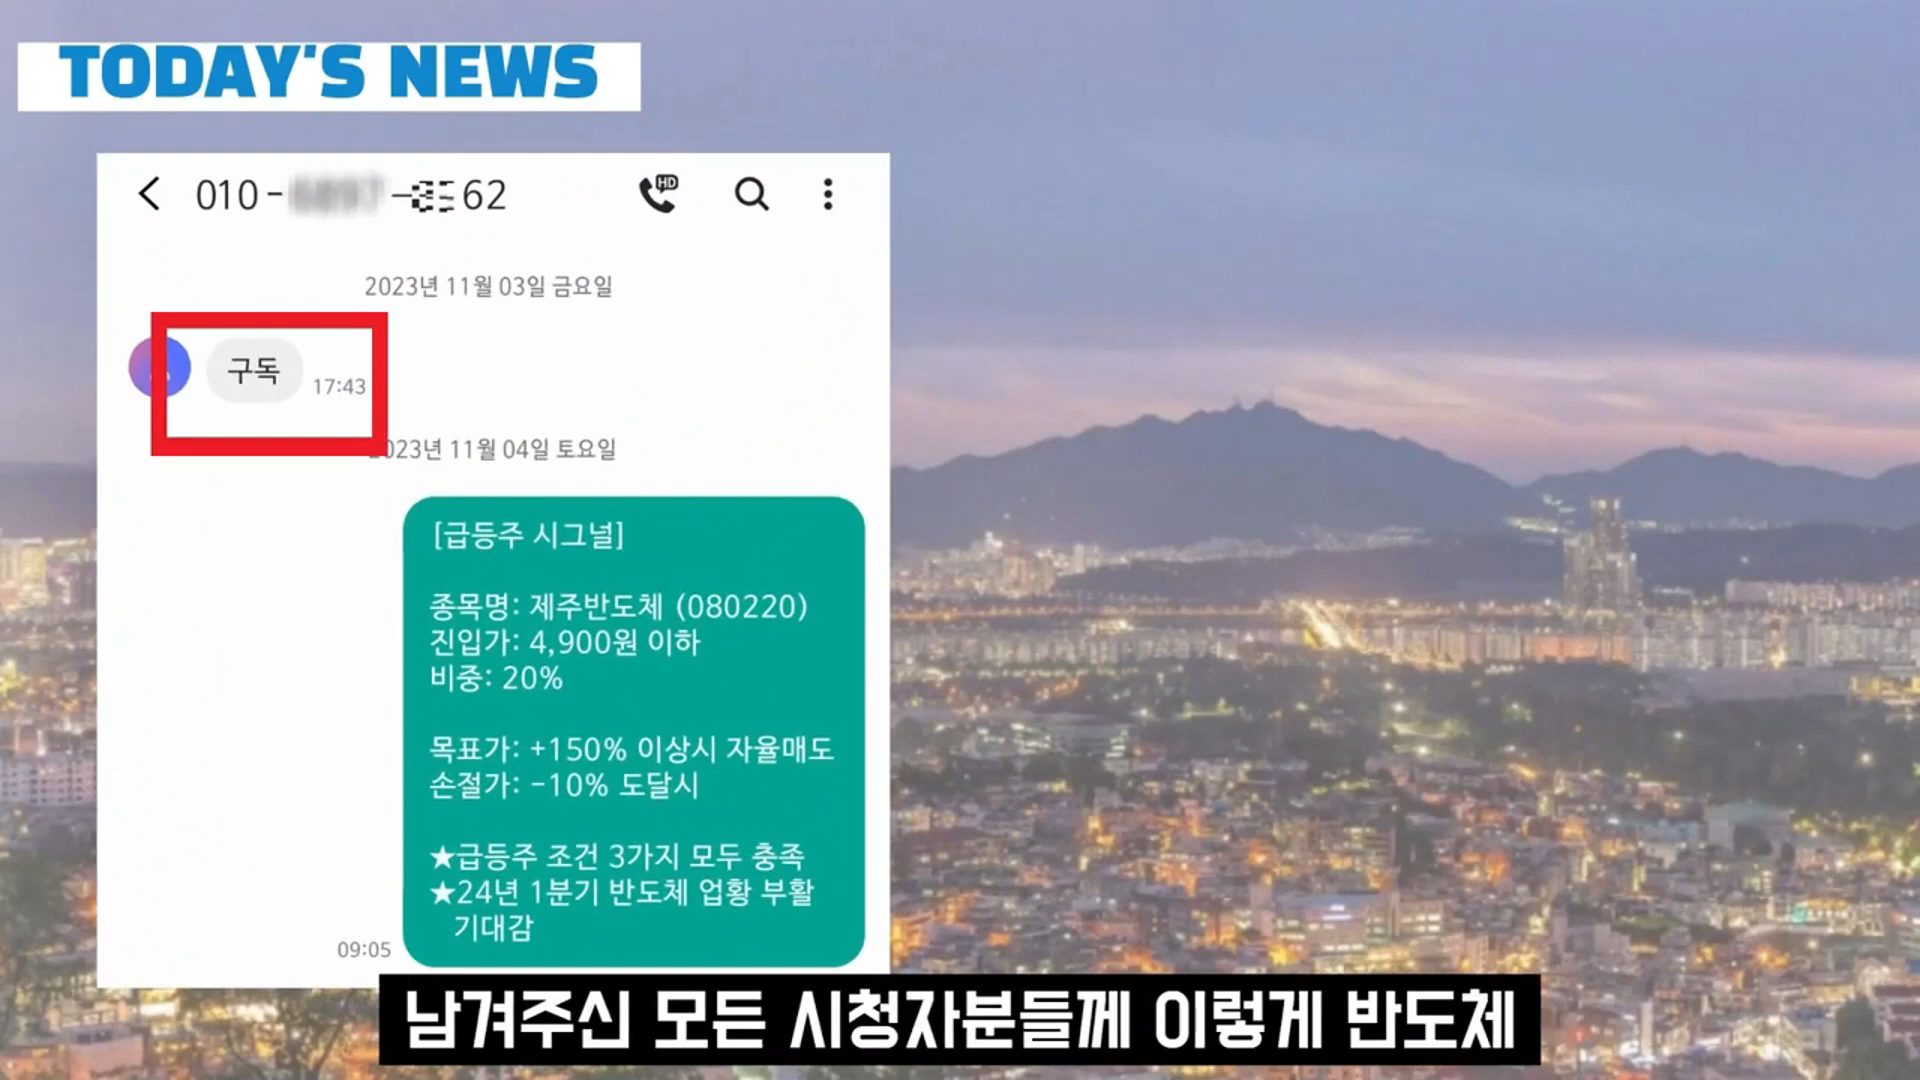 TODAY'S NEWS
010- - 62
HD
2023년 11월 03일 금요일
구독
17:43
023년 11월 04일 토요일
[급등주 시그널]
종목명: 제주반도체 (080220)
진입가: 4,900원 이하
비중: 20%
목표가: +150% 이상시 자율매도
손절가: -10% 도달시
★급등주 조건 3가지 모두 충족
★24년 1분기 반도체 업황 부활
기대감
09:05
남겨주신 모든 시청자분들께 이렇게 반도체